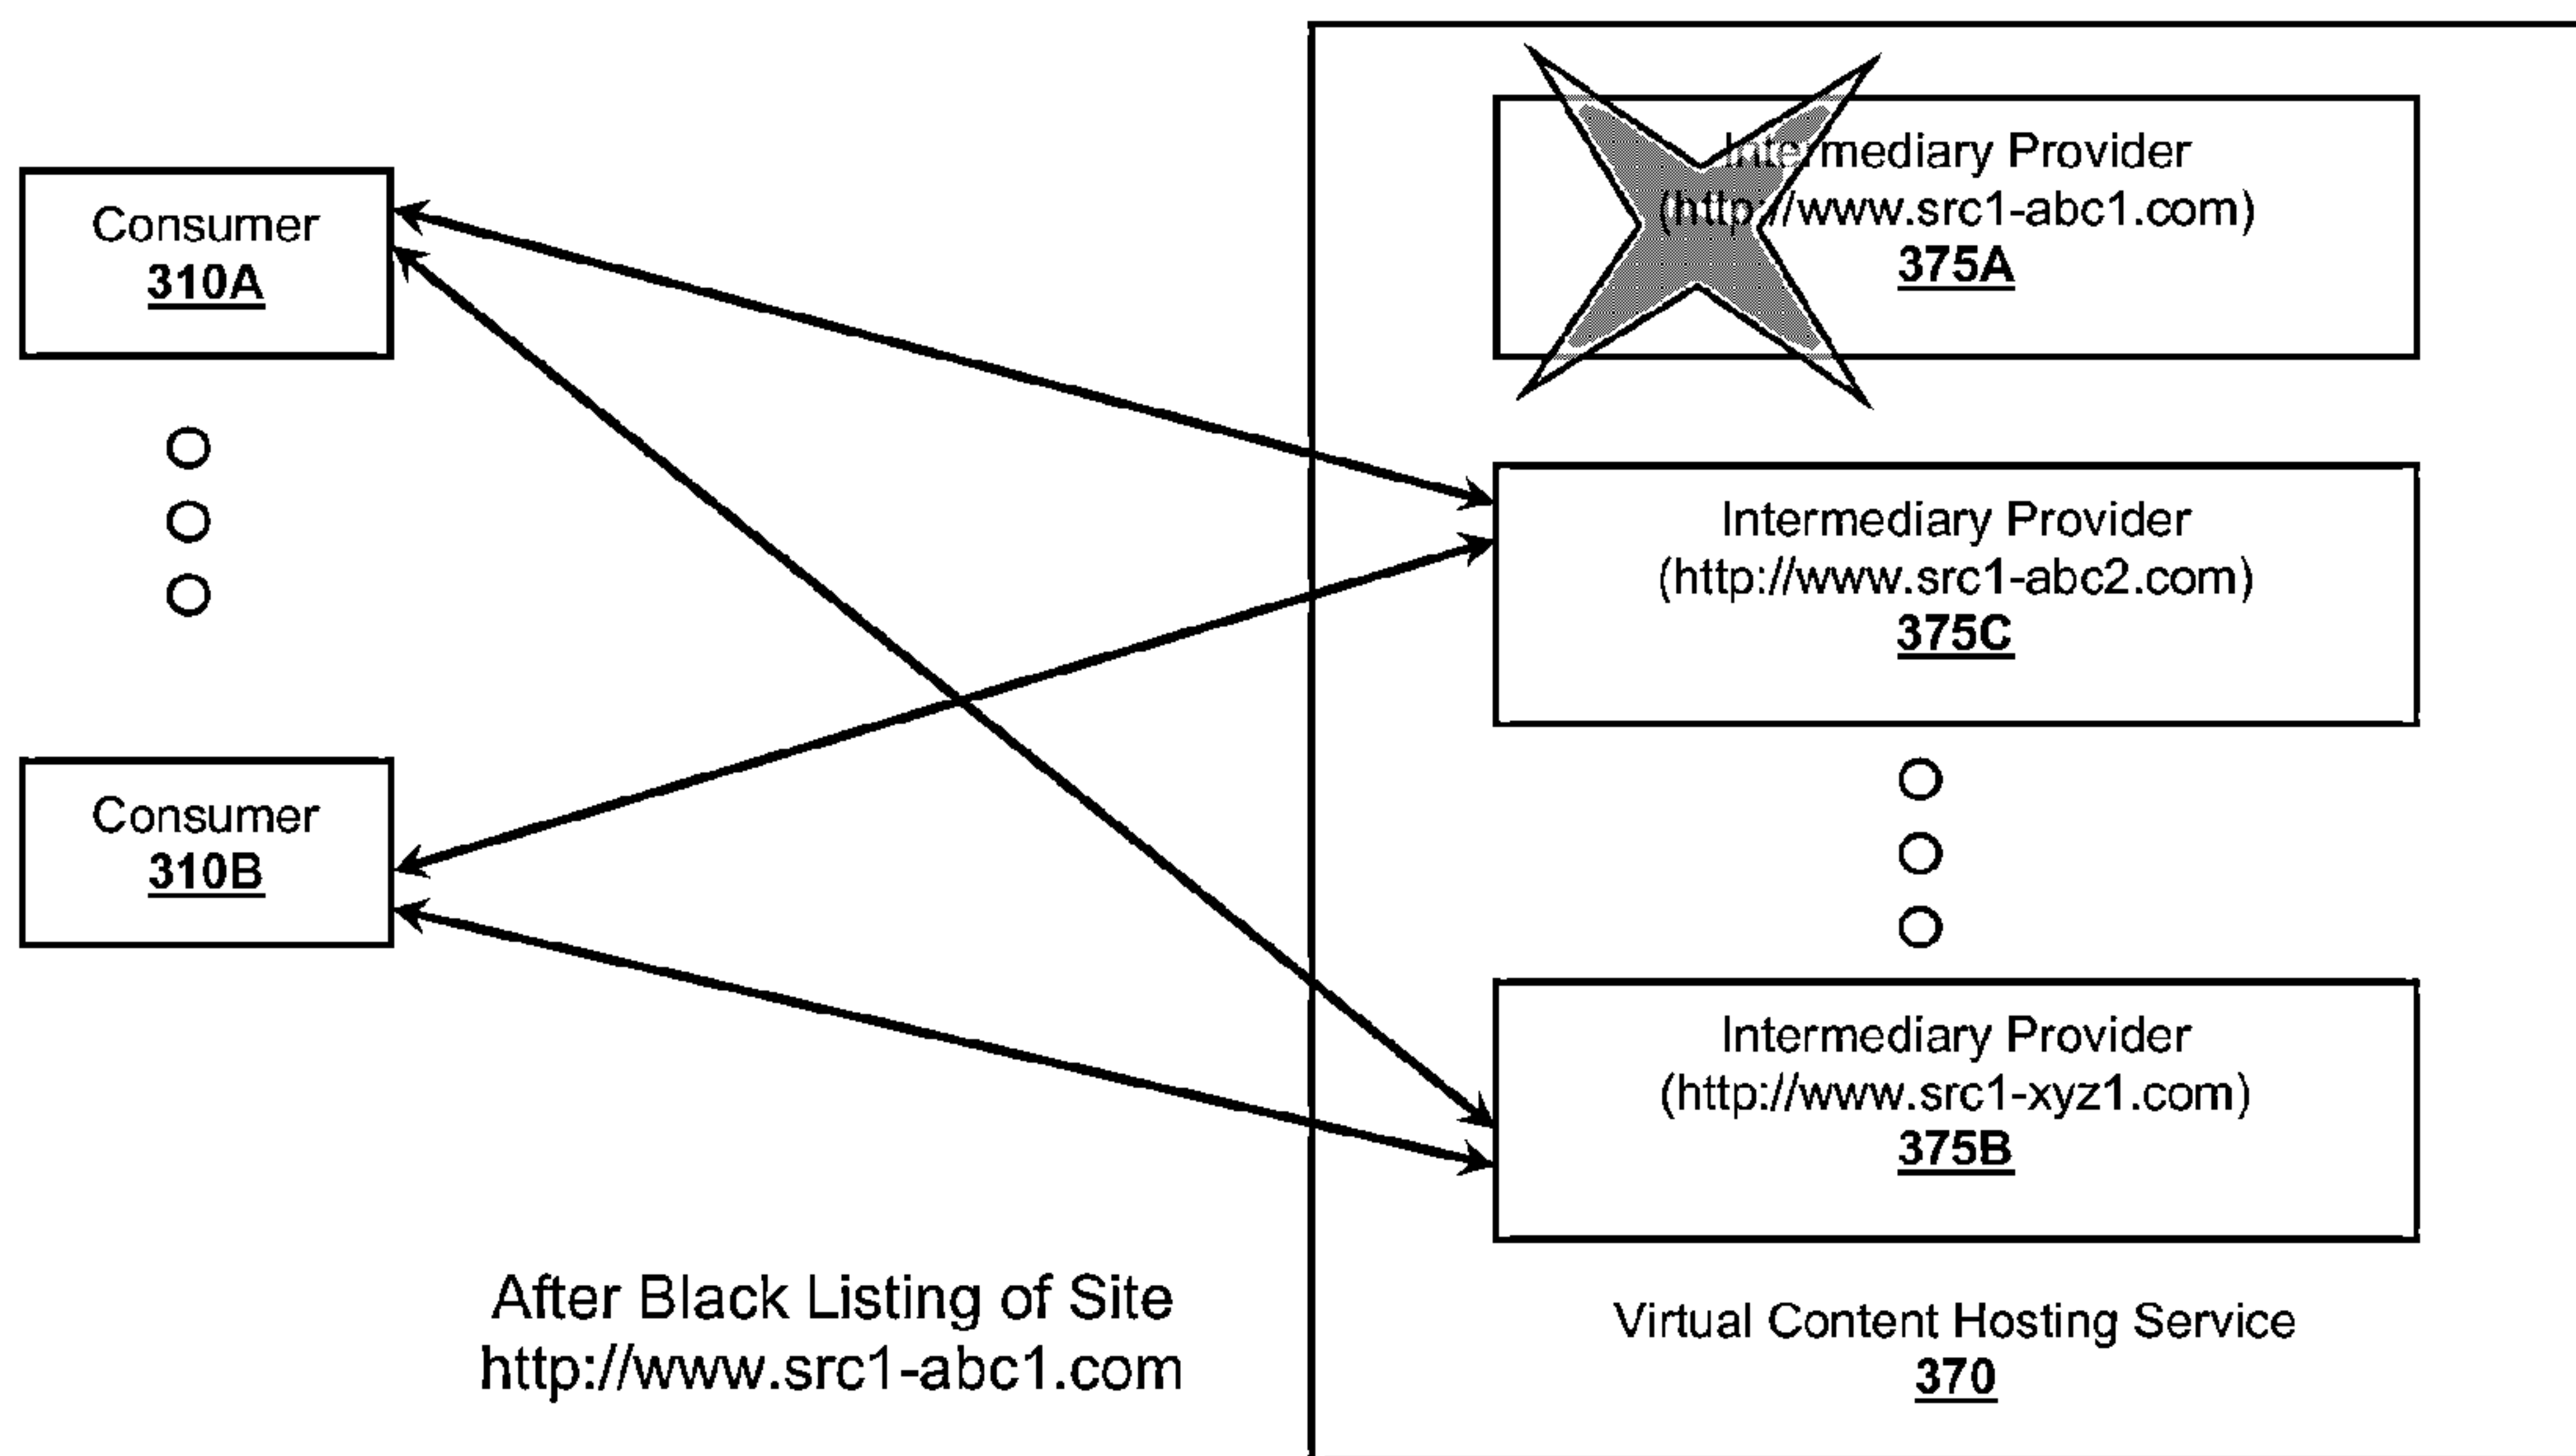 Consumer
310A
Consumer
310B
Intermediary Provider
(http://www.src1-abc1.com)
375A
Intermediary Provider
(http://www.src1-abc2.com)
375C
Intermediary Provider
(http://www.src1-xyz1.com)
375B
After Black Listing of Site
http://www.src1-abc1.com
Virtual Content Hosting Service
370